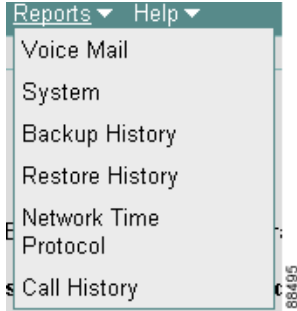 Reports Help
Voice Mail
System
Backup History
Restore History
Network Time
Protocol
Call History
88495